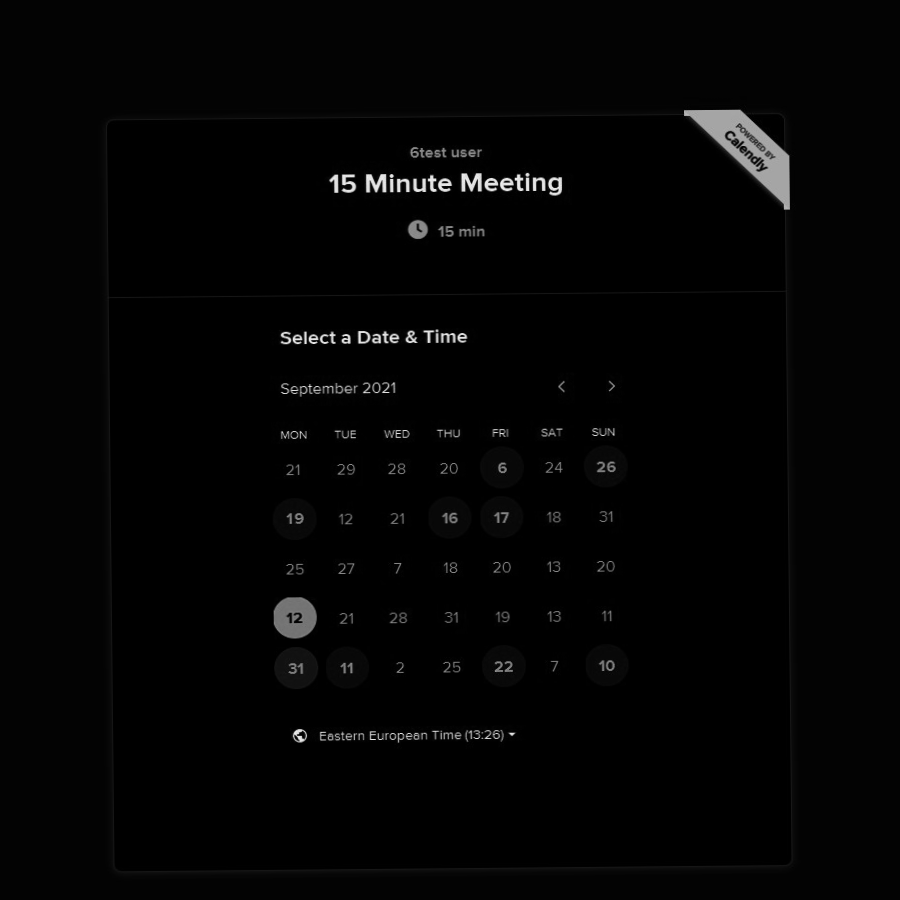 POWERED BY
Calendly
6test user
15 Minute Meeting
15 min
Select a Date & Time
September 2021
MON TUE WED THU FRI SAT SUN
21 29 28 20 6 24 26
19 12 21 16 17 18 31
25 27 7 18 20 13 20
12 21 28 31 19 13 11
31 11 2 25 22 7 10
Eastern European Time (13:26)